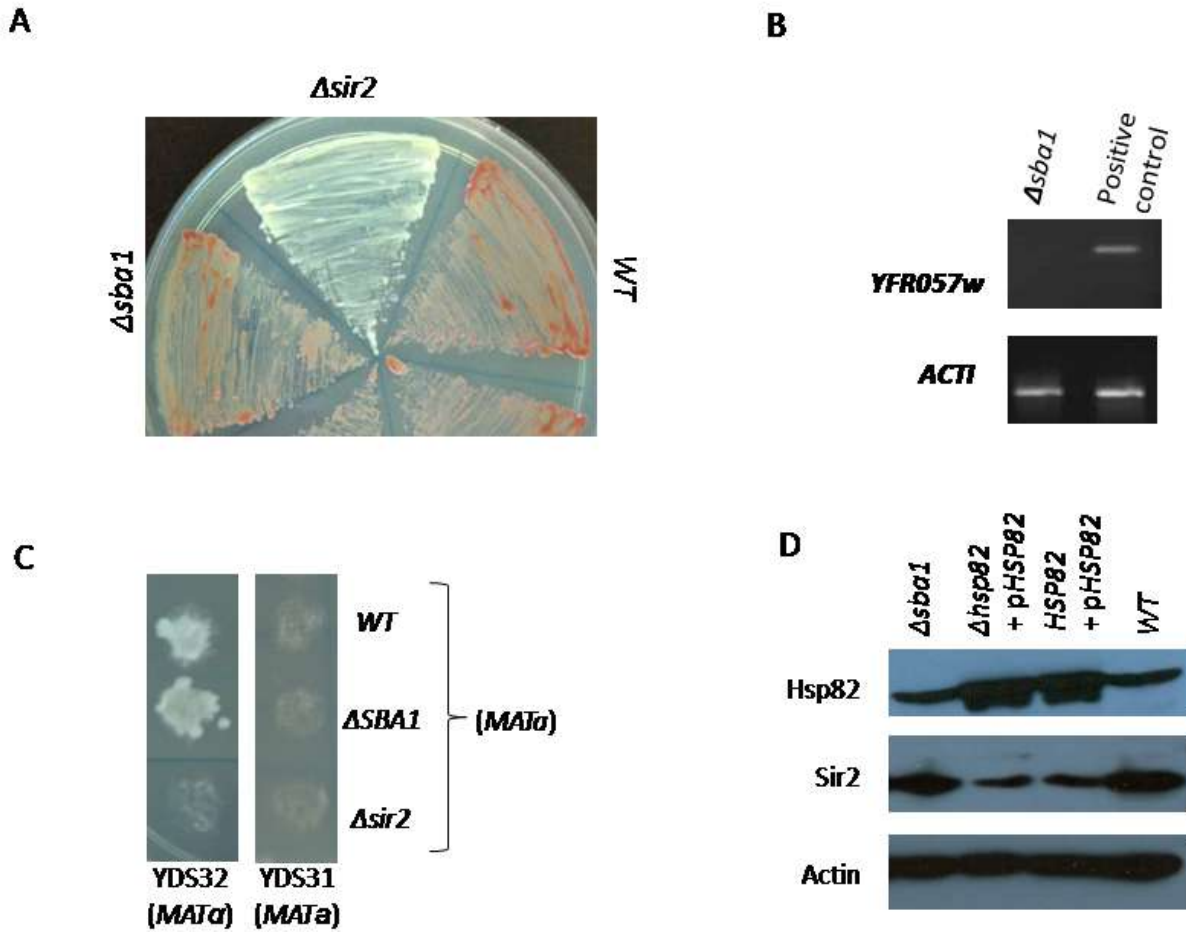 A
Δsir2
Δsba1
WT
B
Δsba1
Positive
control
YFR057w
ACTI
C
WT
ΔSBA1
(MATα)
Δsir2
YDS32
(MATα)
YDS31
(MATa)
D
Δsba1
Δhsp82
+ pHSP82
HSP82
+ pHSP82
WT
Hsp82
Sir2
Actin